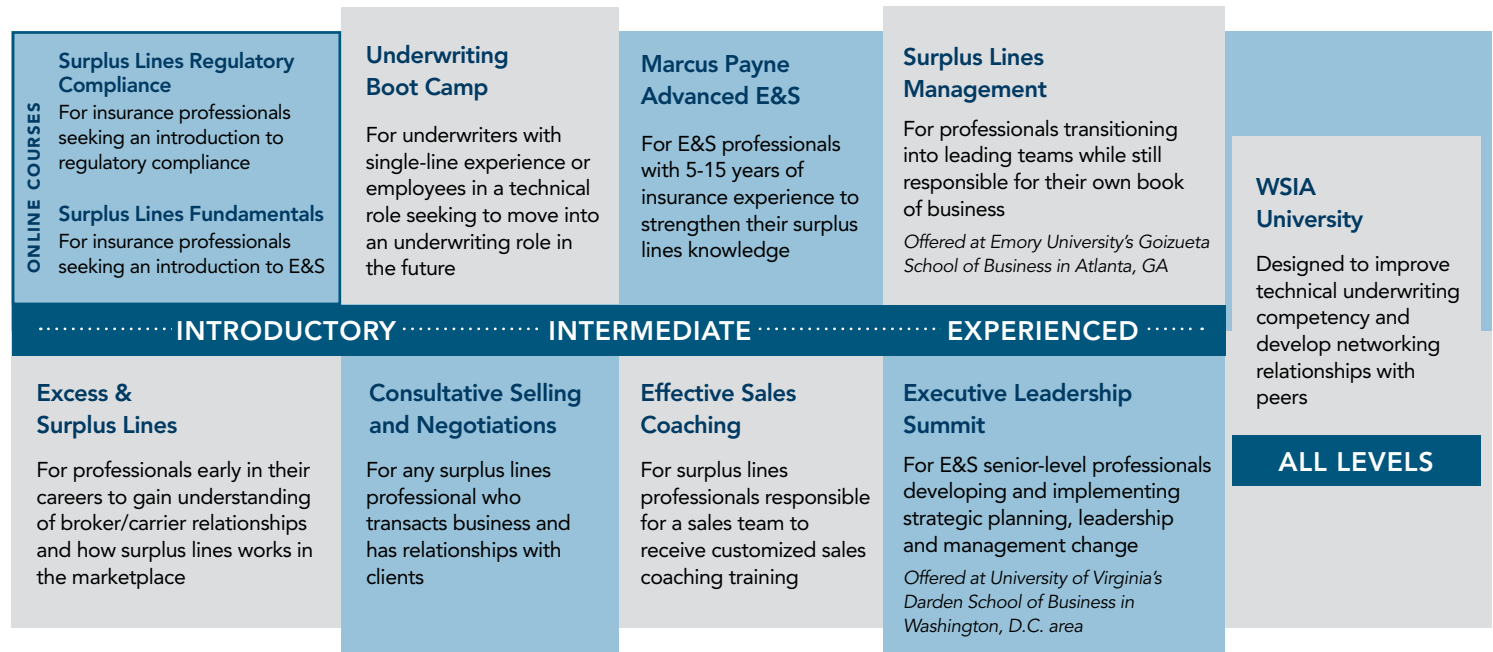 ONLINE COURSES
Surplus Lines Regulatory
Compliance
For insurance professionals
seeking an introduction to
regulatory compliance
Surplus Lines Fundamentals
For insurance professionals
seeking an introduction to E&S
Underwriting
Boot Camp
For underwriters with
single-line experience or
employees in a technical
role seeking to move into
an underwriting role in
the future
Marcus Payne
Advanced E&S
For E&S professionals
with 5-15 years of
insurance experience to
strengthen their surplus
lines knowledge
Surplus Lines
Management
For professionals transitioning
into leading teams while still
responsible for their own book
of business
Offered at Emory University's Goizueta
School of Business in Atlanta, GA
INTRODUCTORY
INTERMEDIATE
EXPERIENCED
Excess &
Surplus Lines
For professionals early in their
careers to gain understanding
of broker/carrier relationships
and how surplus lines works in
the marketplace
Consultative Selling
and Negotiations
For any surplus lines
professional who
transacts business and
has relationships with
clients
Effective Sales
Coaching
For surplus lines
professionals responsible
for a sales team to
receive customized sales
coaching training
Executive Leadership
Summit
For E&S senior-level professionals
developing and implementing
strategic planning, leadership
and management change
Offered at University of Virginia's
Darden School of Business in
Washington, D.C. area
WSIA
University
Designed to improve
technical underwriting
competency and
develop networking
relationships with
peers
ALL LEVELS